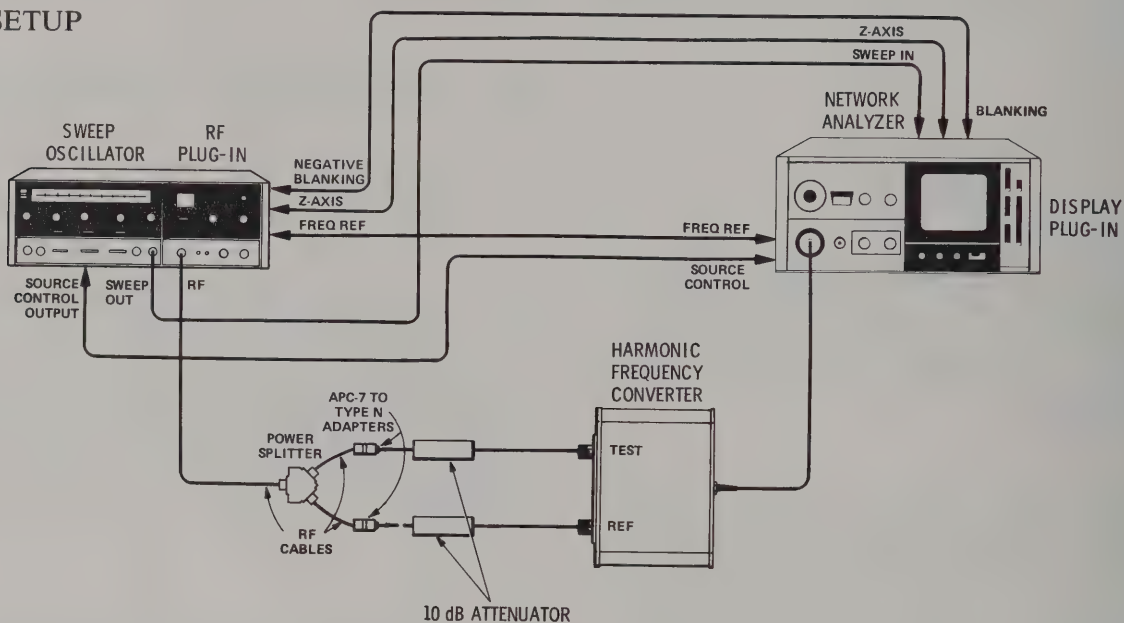 SETUP
Z-AXIS
SWEEP IN
NETWORK
ANALYZER
BLANKING
SWEEP
OSCILLATOR
RF
PLUG-IN
NEGATIVE
BLANKING
Z-AXIS
FREQ REF
FREQ REF
DISPLAY
PLUG-IN
SOURCE
CONTROL
OUTPUT
SWEEP
OUT
RF
SOURCE
CONTROL
HARMONIC
FREQUENCY
CONVERTER
APC-7 TO
TYPE N
ADAPTERS
POWER
SPLITTER
TEST
REF
RF
CABLES
10 dB ATTENUATOR